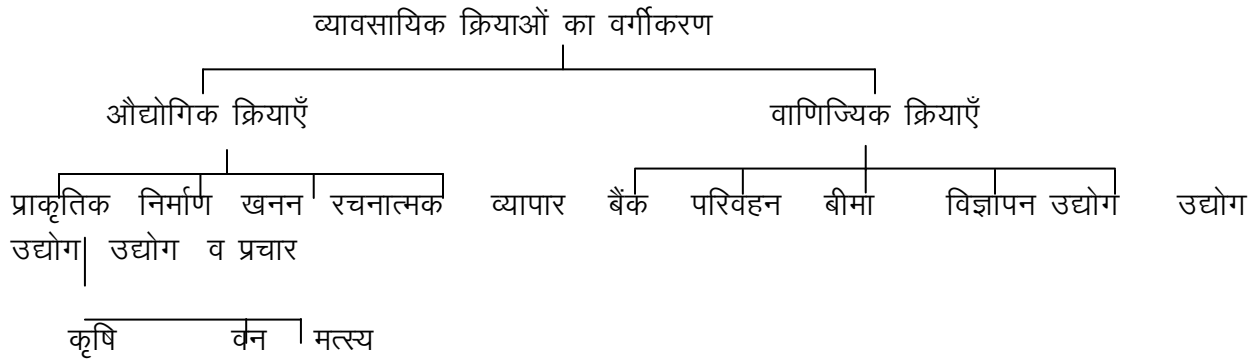 व्यावसायिक क्रियाओं का वर्गीकरण
औद्योगिक क्रियाएँ वाणिज्यिक क्रियाएँ
प्राकृतिक निर्माण खनन रचनात्मक व्यापार बैंक परिवहन बीमा विज्ञापन उद्योग उद्योग
उद्योग उद्योग व प्रचार
कृषि वन मत्स्य